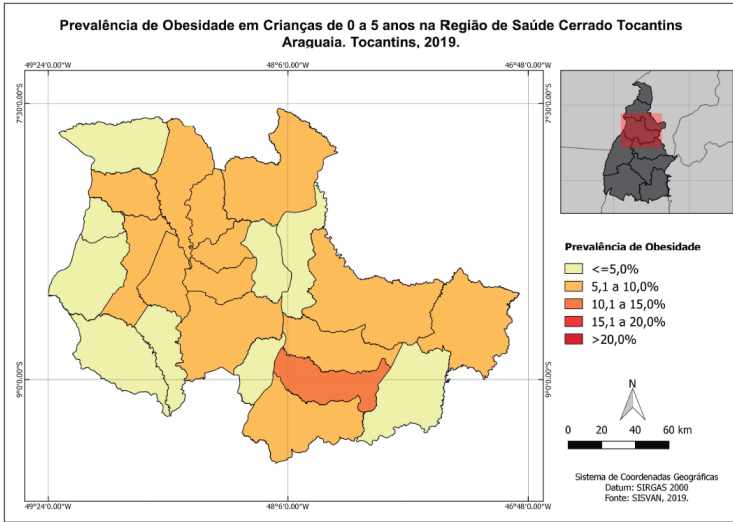 Prevalência de Obesidade em Crianças de 0 a 5 anos na Região de Saúde Cerrado Tocantins
Araguaia. Tocantins, 2019.
49°24'0.00"W 48°6'0.00"W 46°48'0.00"W
7°30'0.00"S 7°30'0.00"S
Prevalência de Obesidade
<=5,0%
5,1 a 10,0%
10,1 a 15,0%
15,1 a 20,0%
>20,0%
9°0'0.00"S 9°0'0.00"S
N
0 20 40 60 km
Sistema de Coordenadas Geográficas
Datum: SIRGAS 2000
Fonte: SISVAN, 2019.
49°24'0.00"W 48°6'0.00"W 46°48'0.00"W